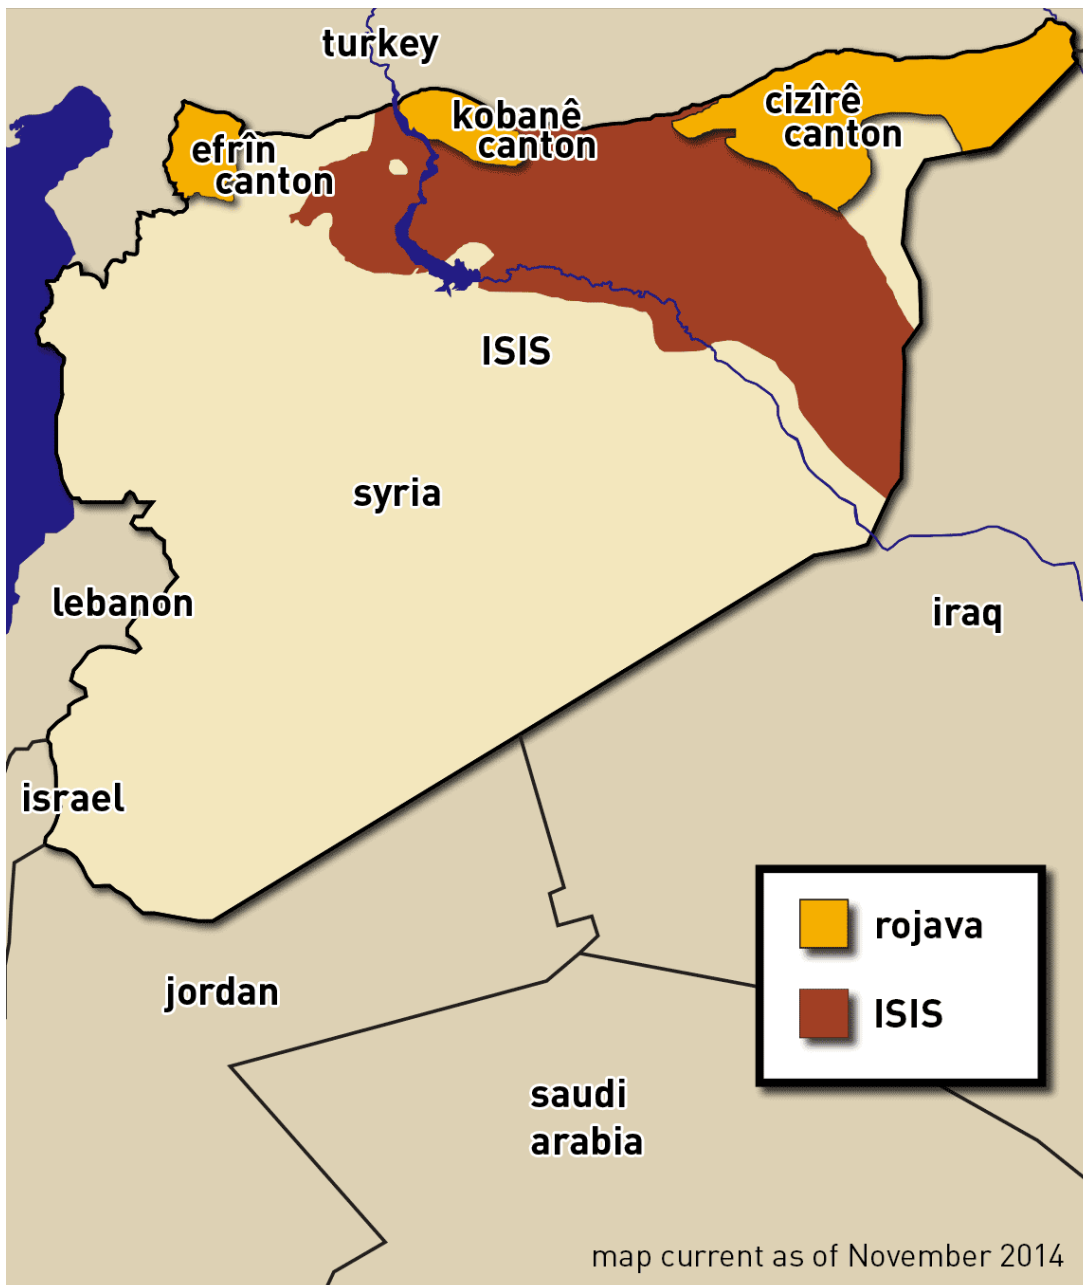 turkey
kobanê
canton
cizîrê
canton
efrîn
canton
ISIS
syria
lebanon
iraq
israel
rojava
ISIS
jordan
saudi
arabia
map current as of November 2014